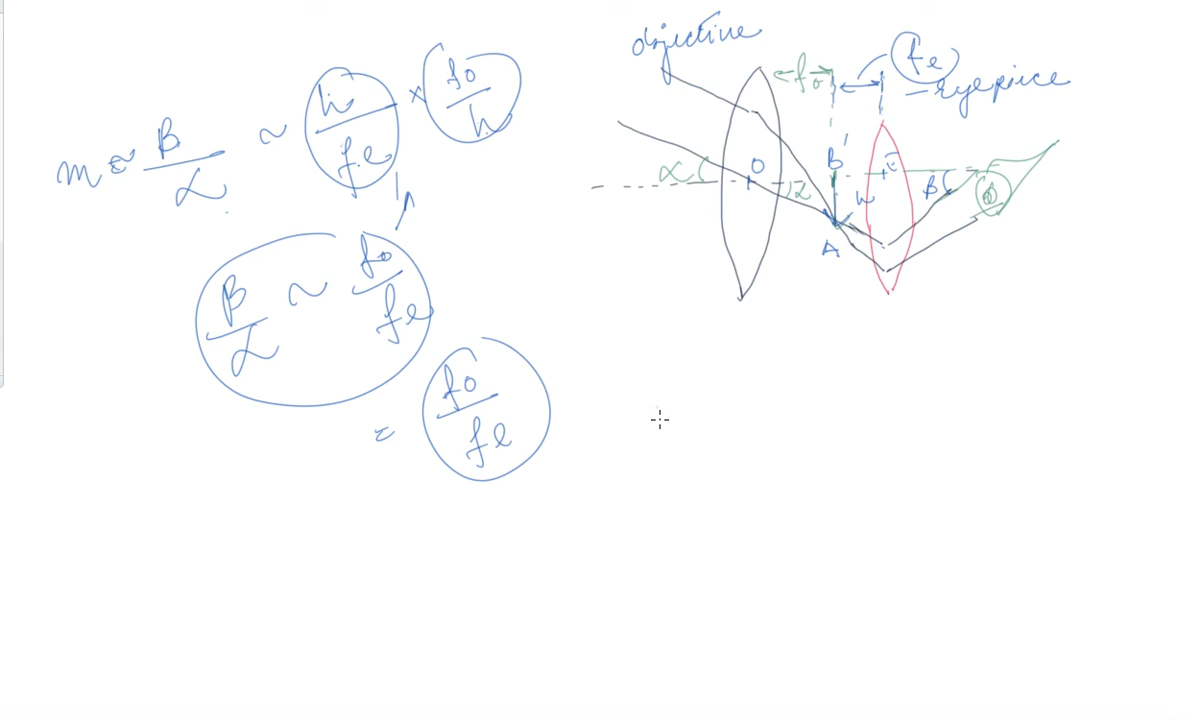 m ~ β/α ~ h/fe × fo/h
β/α ~ fo/fe
= fo/fe
objective
fo
fe
eyepiece
α
O
α
B'
h
A
E
β